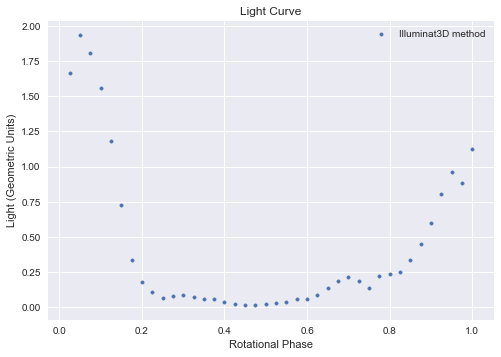 Light Curve
Illuminat3D method
Light (Geometric Units)
2.00
1.75
1.50
1.25
1.00
0.75
0.50
0.25
0.00
0.0 0.2 0.4 0.6 0.8 1.0
Rotational Phase